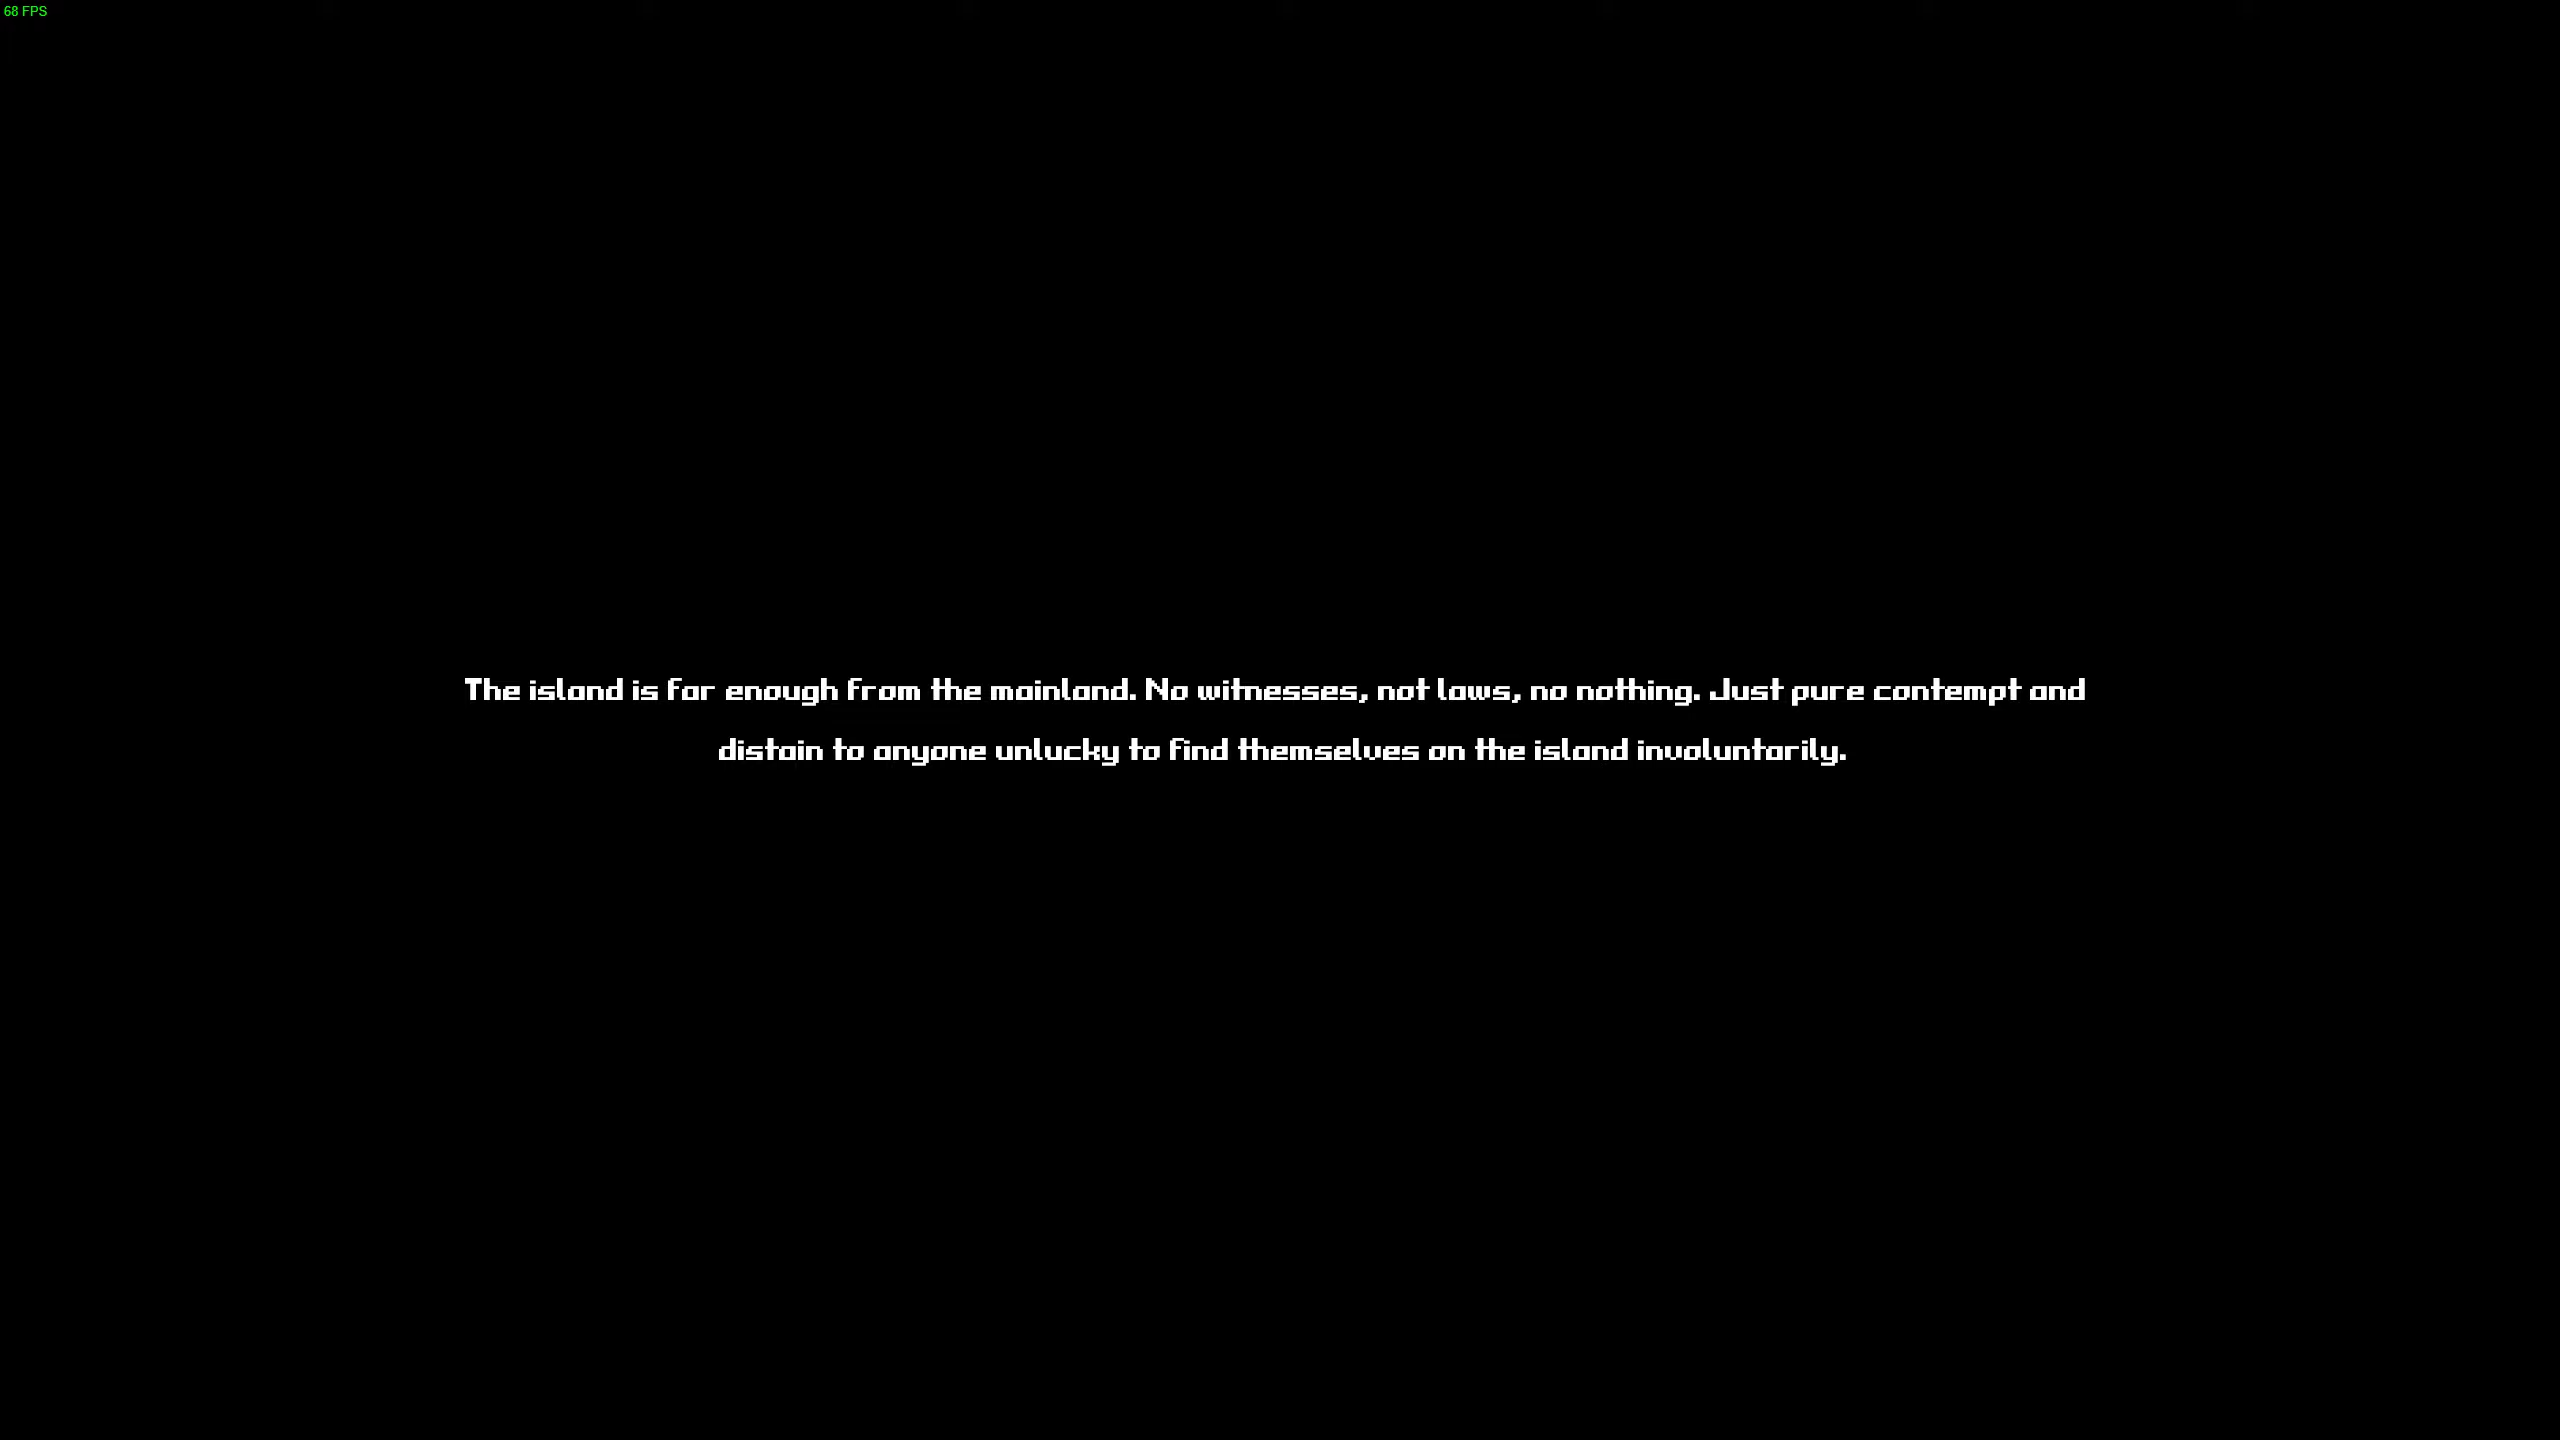 68 FPS
The island is far enough from the mainland. No witnesses, not laws, no nothing. Just pure contempt and
distain to anyone unlucky to find themselves on the island involuntarily.